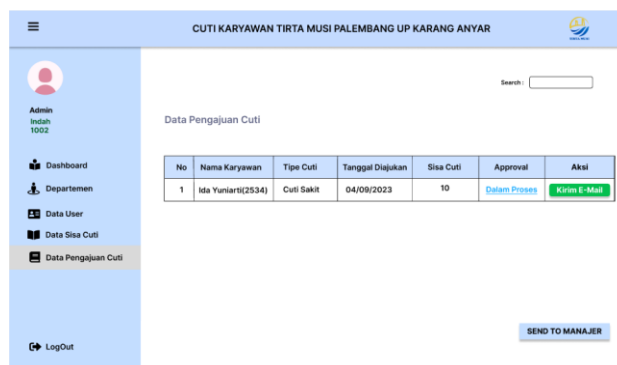 CUTI KARYAWAN TIRTA MUSI PALEMBANG UP KARANG ANYAR
TIRTA MUSI
Search :
Admin
Indah
1002
Data Pengajuan Cuti
Dashboard
Departemen
Data User
Data Sisa Cuti
Data Pengajuan Cuti
LogOut
No Nama Karyawan Tipe Cuti Tanggal Diajukan Sisa Cuti Approval Aksi
1 Ida Yuniarti(2534) Cuti Sakit 04/09/2023 10 Dalam Proses Kirim E-Mail
SEND TO MANAJER